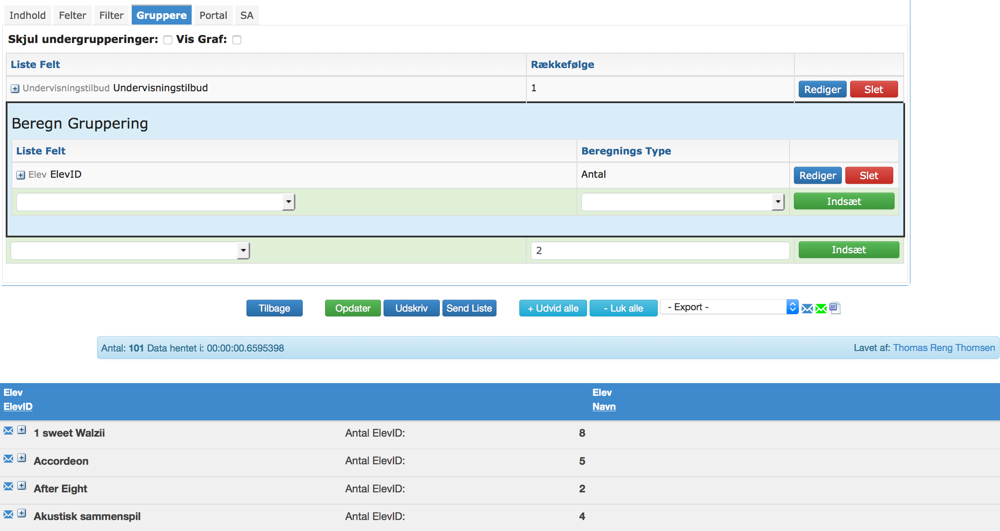 Indhold Felter Filter Gruppere Portal SA
Skjul undergrupperinger: Vis Graf:
Liste Felt Rækkefølge
Undervisningstilbud Undervisningstilbud 1 Rediger Slet
Beregn Gruppering
Liste Felt Beregnings Type
Elev ElevID Antal Rediger Slet
Indsæt
2 Indsæt
Tilbage Opdater Udskriv Send Liste + Udvid alle - Luk alle - Export -
Antal: 101 Data hentet i: 00:00:00.6595398 Lavet af: Thomas Reng Thomsen
Elev Elev
ElevID Navn
1 sweet Walzii Antal ElevID: 8
Accordeon Antal ElevID: 5
After Eight Antal ElevID: 2
Akustisk sammenspil Antal ElevID: 4